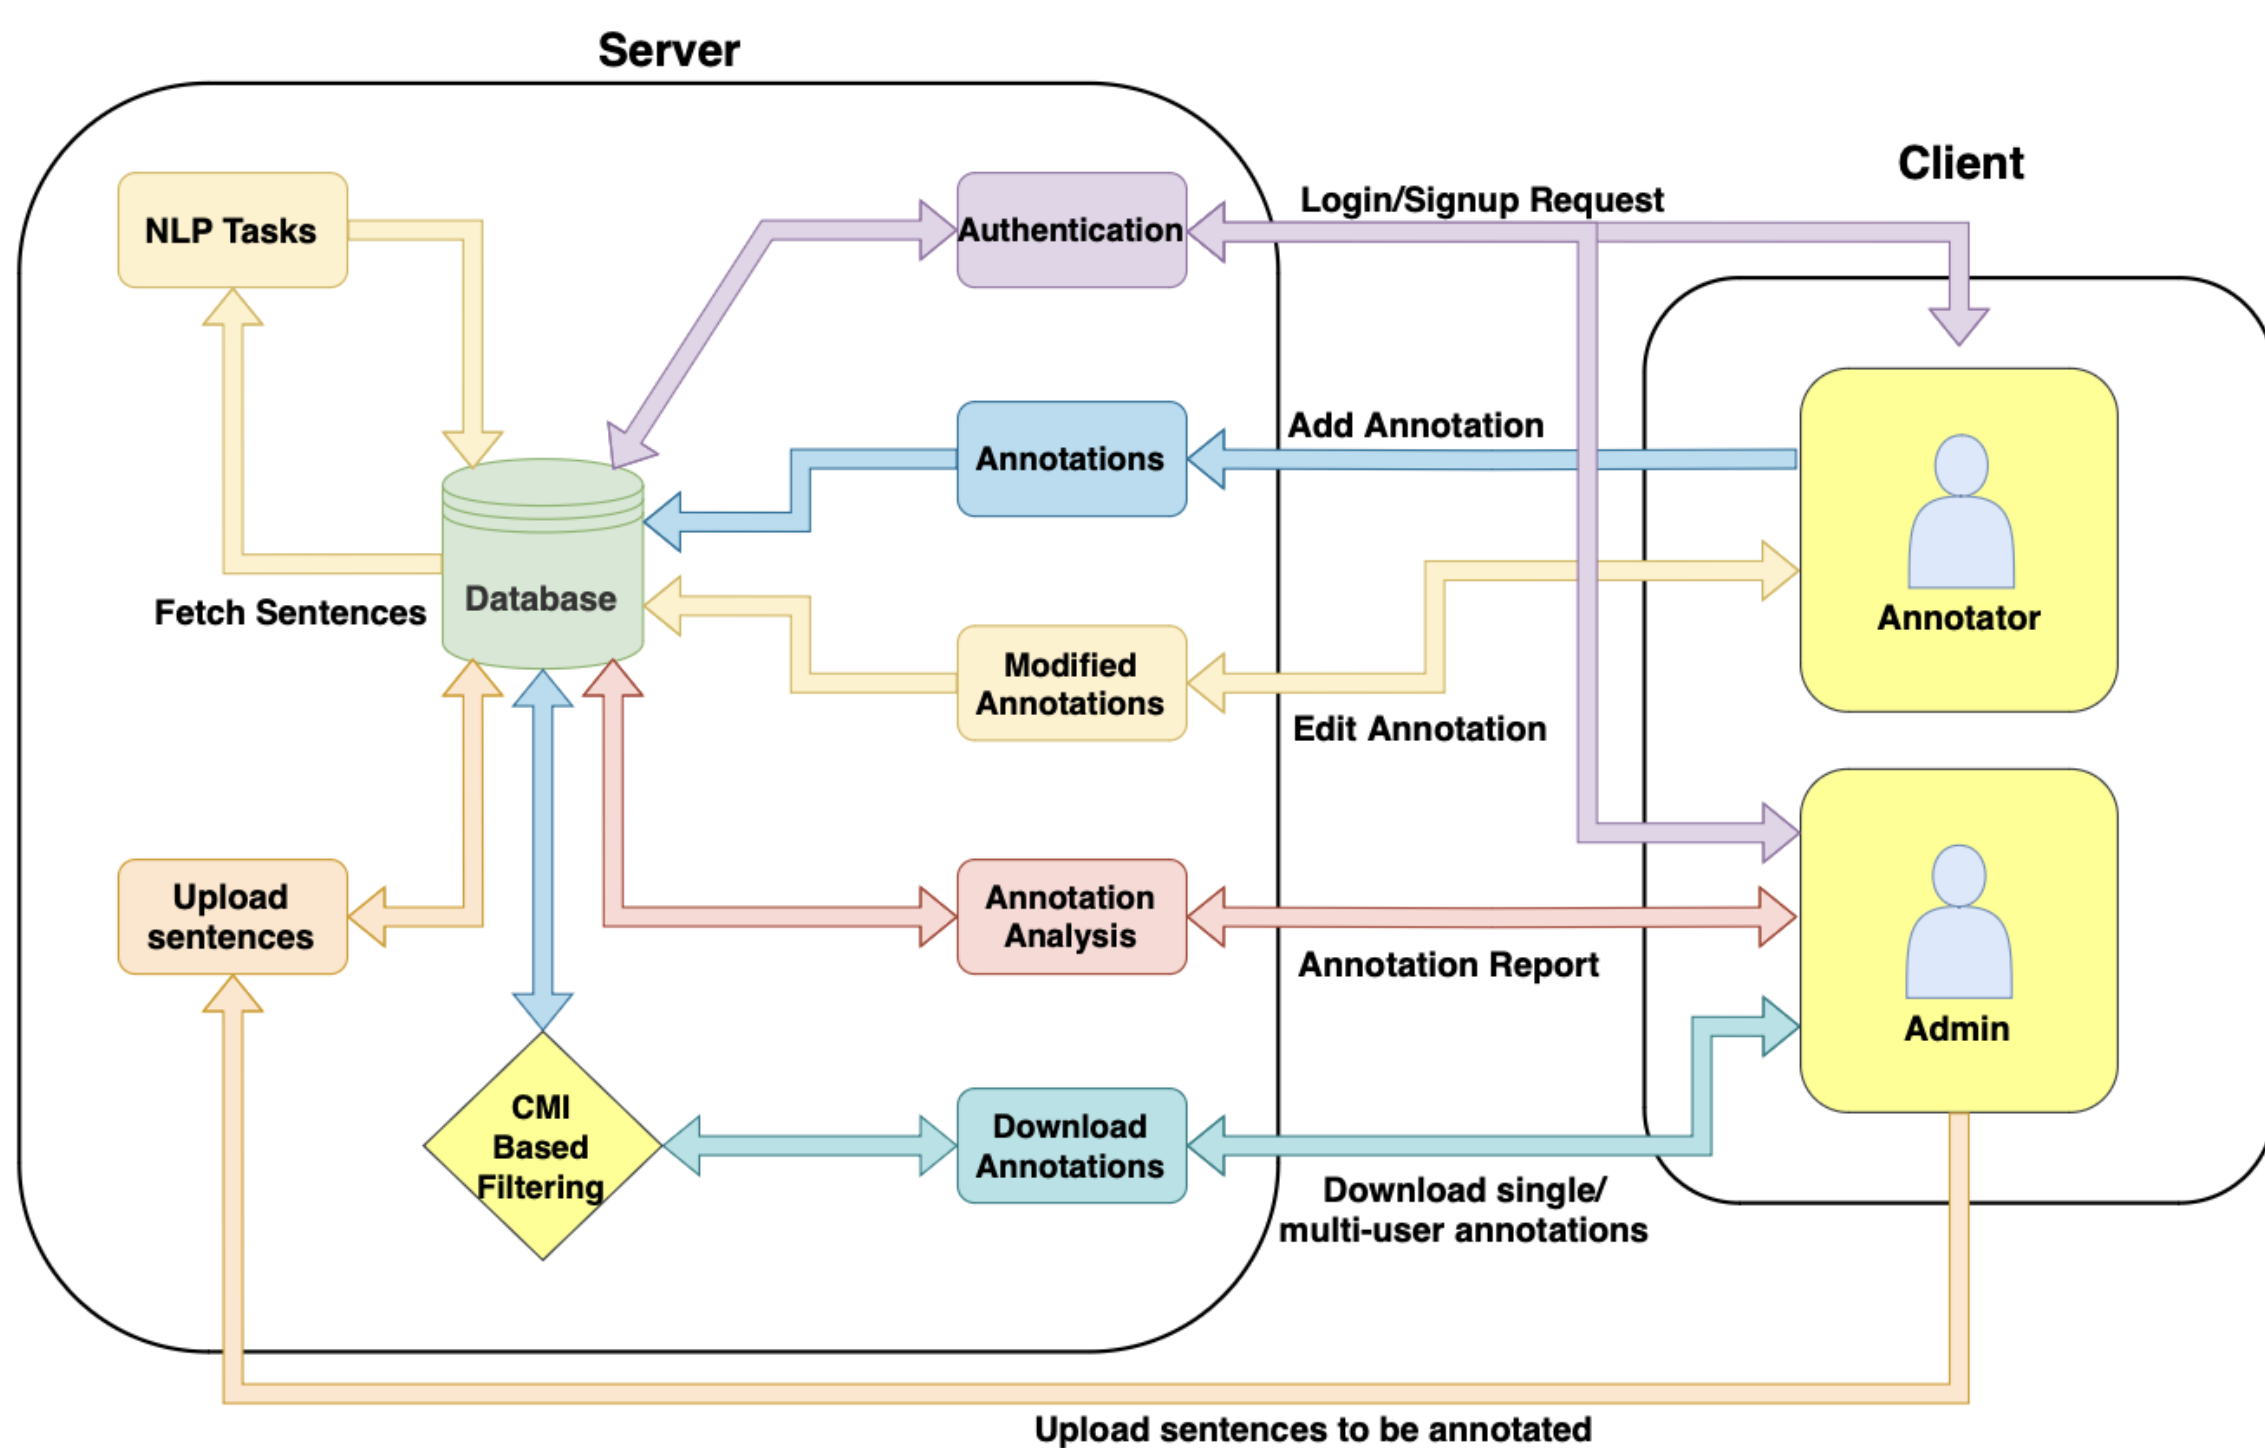 Server
Client
NLP Tasks
Authentication
Login/Signup Request
Annotations
Add Annotation
Annotator
Fetch Sentences
Database
Modified
Annotations
Edit Annotation
Upload
sentences
Annotation
Analysis
Annotation Report
Admin
CMI
Based
Filtering
Download
Annotations
Download single/
multi-user annotations
Upload sentences to be annotated